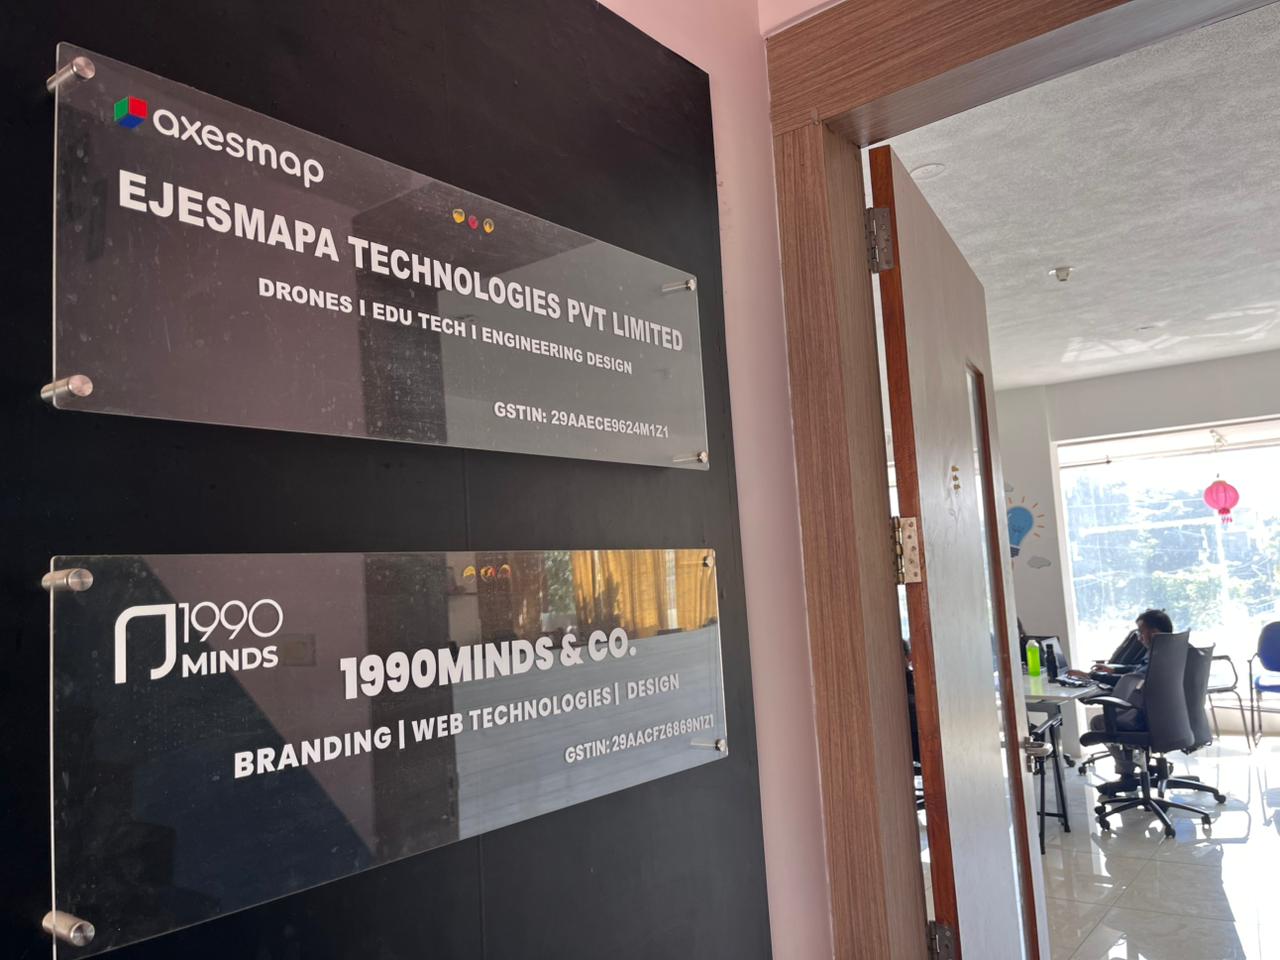 axesmap
EJESMAPA TECHNOLOGIES PVT LIMITED
DRONES I EDU TECH I ENGINEERING DESIGN
GSTIN: 29AAECE9624M1Z1
1990
MINDS
1990MINDS & CO.
BRANDING | WEB TECHNOLOGIES | DESIGN
GSTIN: 29AACFZ6869N1Z1